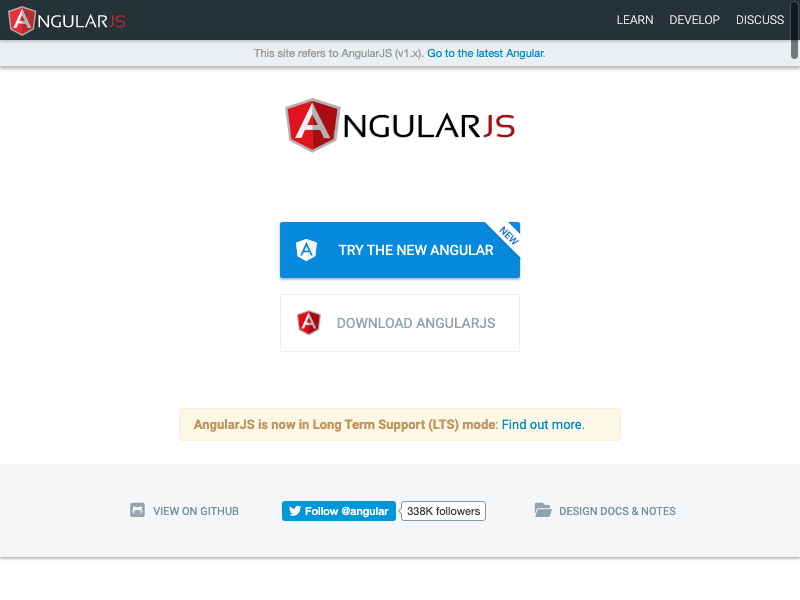 ANGULARJS
LEARN DEVELOP DISCUSS
This site refers to AngularJS (v1.x). Go to the latest Angular.
ANGULARJS
TRY THE NEW ANGULAR
NEW
DOWNLOAD ANGULARJS
AngularJS is now in Long Term Support (LTS) mode: Find out more.
VIEW ON GITHUB
Follow @angular
338K followers
DESIGN DOCS & NOTES